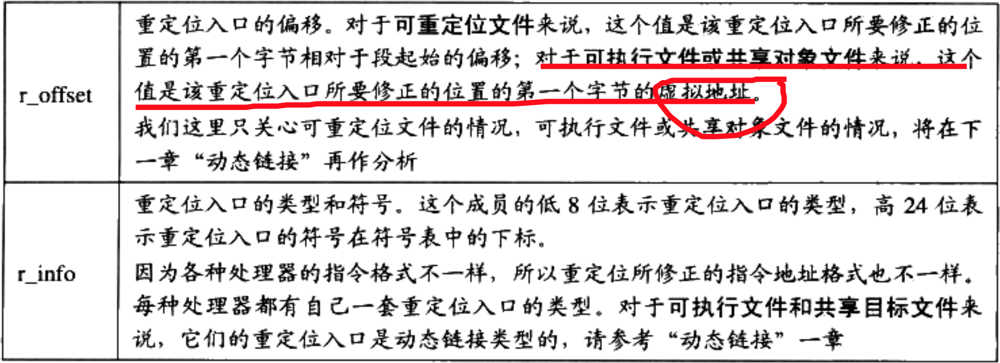 重定位入口的偏移。对于可重定位文件来说，这个值是该重定位入口所要修正的位
置的第一个字节相对于段起始的偏移；对于可执行文件或共享对象文件来说，这个
r_offset
值是该重定位入口所要修正的位置的第一个字节的虚拟地址。
我们这里只关心可重定位文件的情况，可执行文件或共享对象文件的情况，将在下
一章“动态链接”再作分析
重定位入口的类型和符号。这个成员的低 8 位表示重定位入口的类型，高 24 位表
示重定位入口的符号在符号表中的下标。
r_info
因为各种处理器的指令格式不一样，所以重定位所修正的指令地址格式也不一样。
每种处理器都有自己一套重定位入口的类型。对于可执行文件和共享目标文件来
说，它们的重定位入口是动态链接类型的，请参考“动态链接”一章